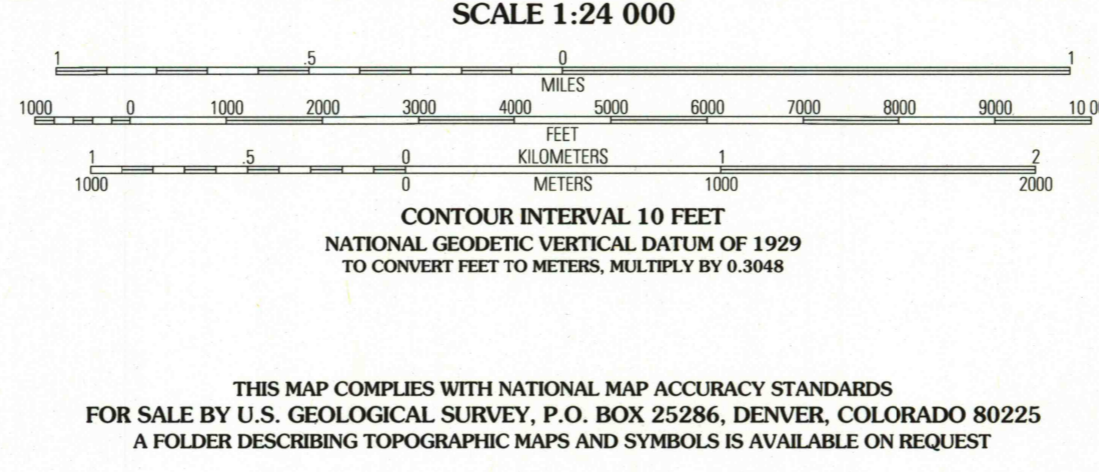 SCALE 1:24 000
1 .5 0 1
MILES
1000 0 1000 2000 3000 4000 5000 6000 7000 8000 9000 10 0
FEET
1 .5 0 KILOMETERS 1 2
1000 0 METERS 1000 2000
CONTOUR INTERVAL 10 FEET
NATIONAL GEODETIC VERTICAL DATUM OF 1929
TO CONVERT FEET TO METERS, MULTIPLY BY 0.3048
THIS MAP COMPLIES WITH NATIONAL MAP ACCURACY STANDARDS
FOR SALE BY U.S. GEOLOGICAL SURVEY, P.O. BOX 25286, DENVER, COLORADO 80225
A FOLDER DESCRIBING TOPOGRAPHIC MAPS AND SYMBOLS IS AVAILABLE ON REQUEST